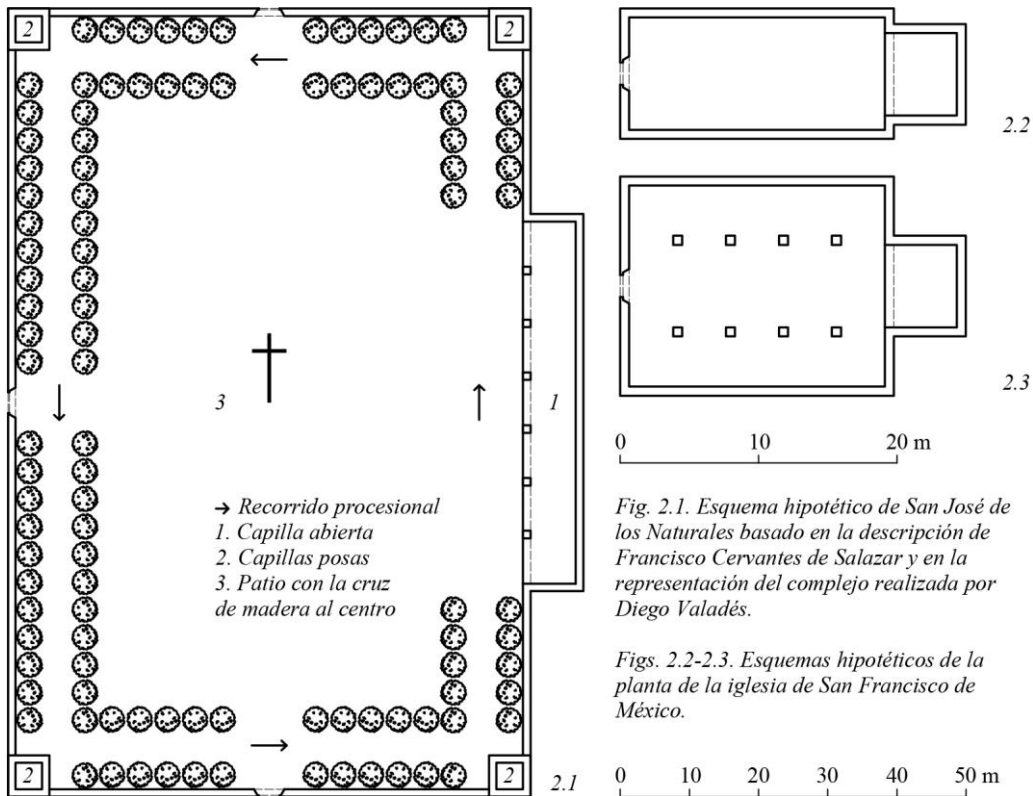 2
2
2.2
2.3
3
1
0 10 20 m
→ Recorrido procesional
1. Capilla abierta
2. Capillas posas
3. Patio con la cruz
de madera al centro
2
2
2.1
Fig. 2.1. Esquema hipotético de San José de
los Naturales basado en la descripción de
Francisco Cervantes de Salazar y en la
representación del complejo realizada por
Diego Valadés.
Figs. 2.2-2.3. Esquemas hipotéticos de la
planta de la iglesia de San Francisco de
México.
0 10 20 30 40 50 m